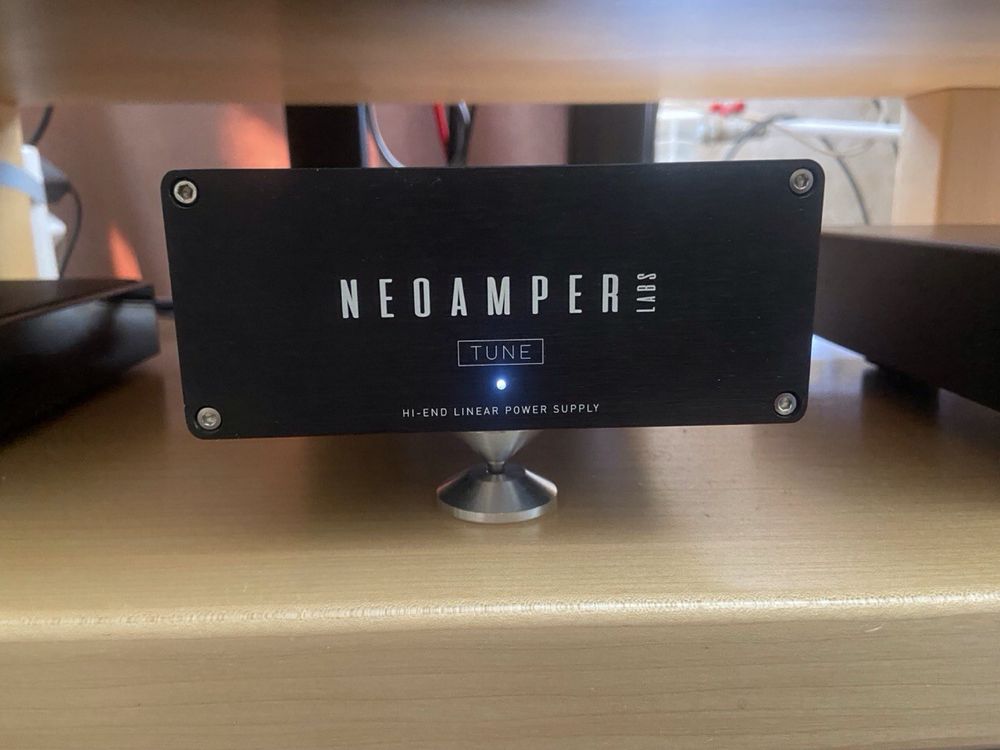 NEOAMPER LABS
TUNE
HI-END LINEAR POWER SUPPLY